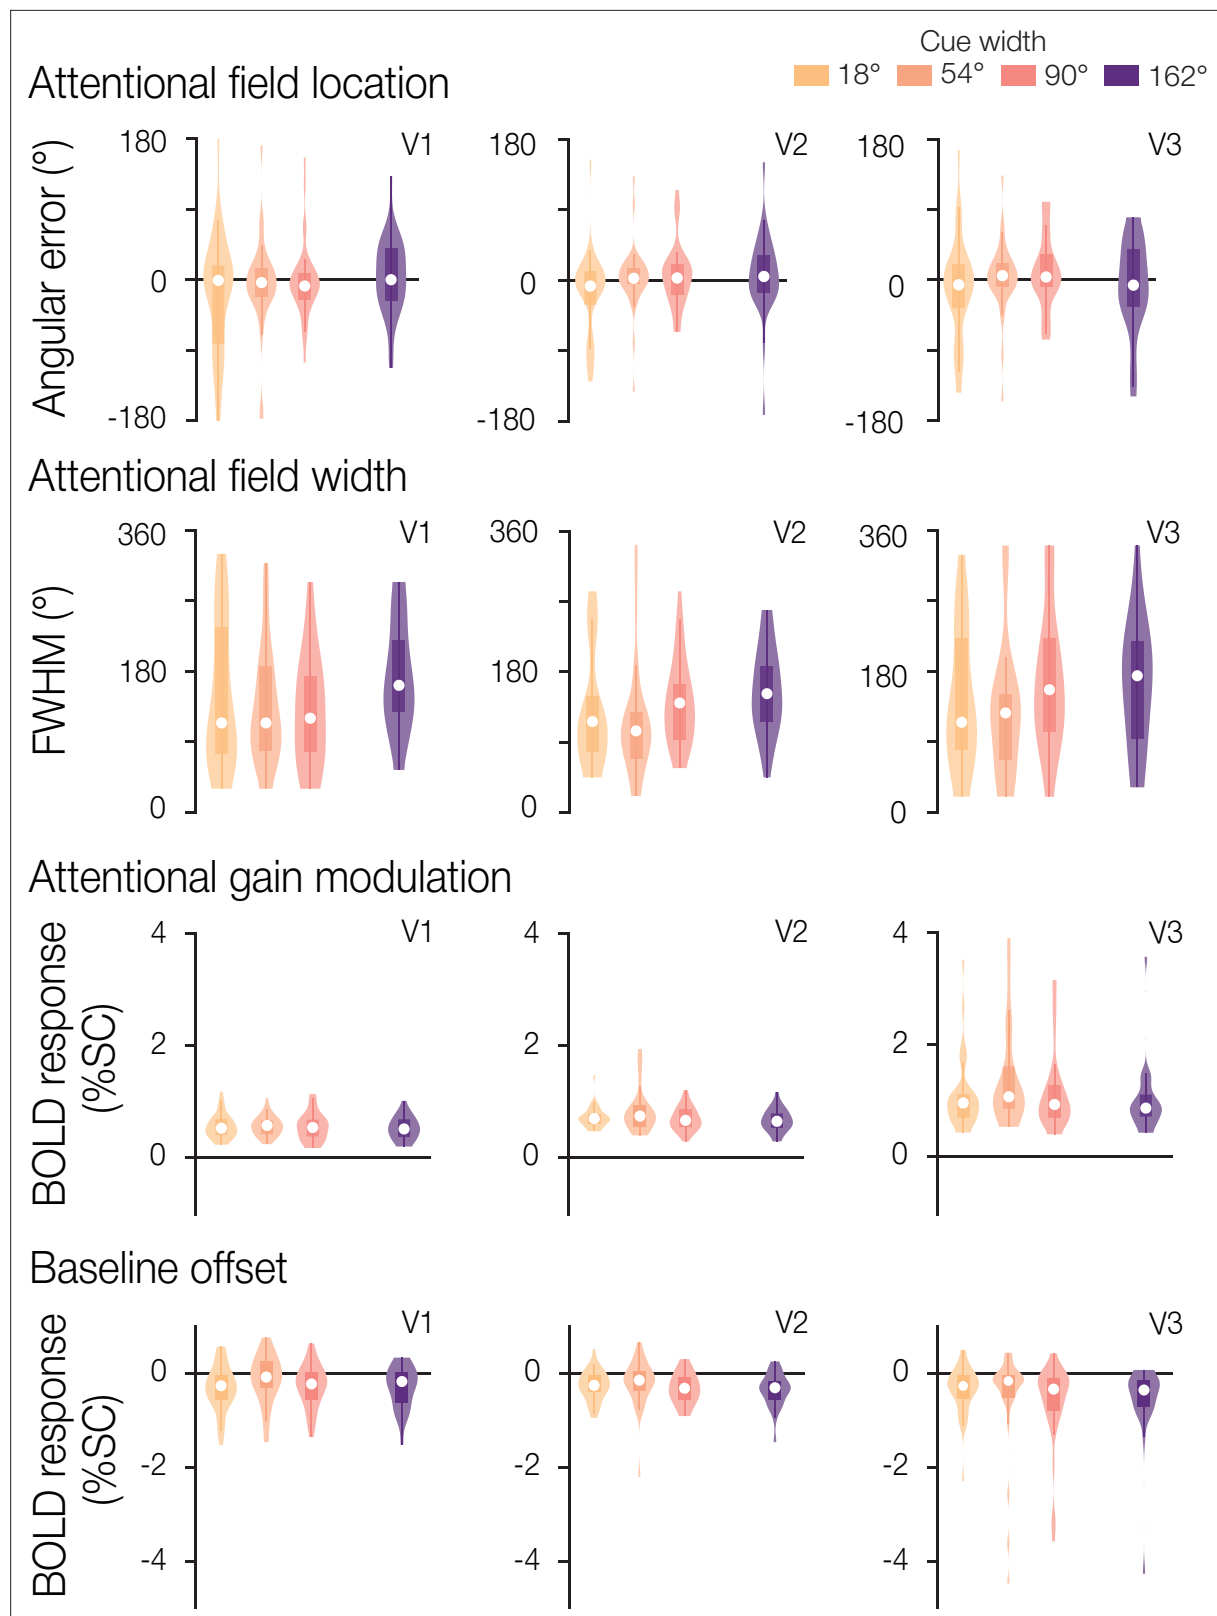 Cue width
18° 54° 90° 162°
Attentional field location
Angular error (°)
180
0
-180
V1
180
0
-180
V2
180
0
-180
V3
Attentional field width
FWHM (°)
360
180
0
V1
360
180
0
V2
360
180
0
V3
Attentional gain modulation
BOLD response
(%SC)
4
2
0
V1
4
2
0
V2
4
2
0
V3
Baseline offset
BOLD response
(%SC)
0
-2
-4
V1
0
-2
-4
V2
0
-2
-4
V3